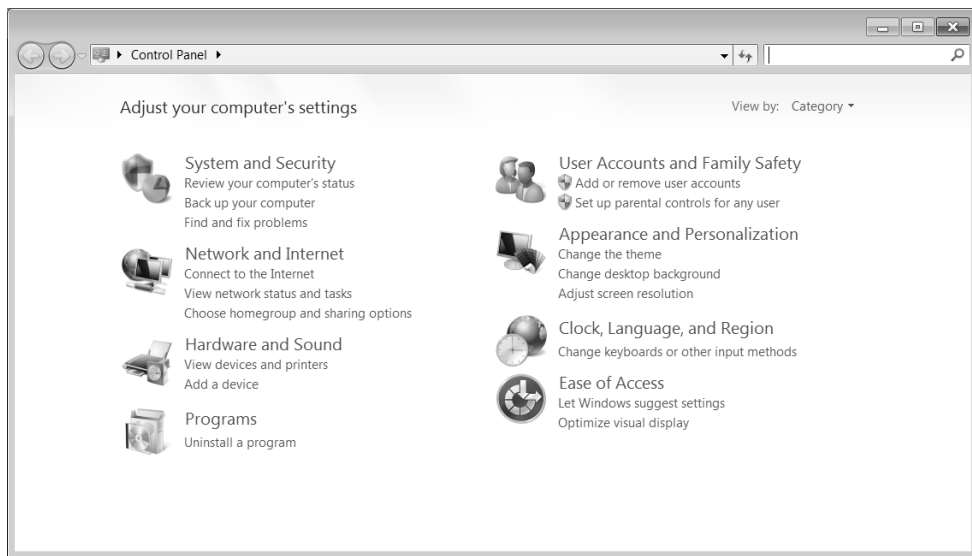 Control Panel
Adjust your computer's settings
View by: Category
System and Security
Review your computer's status
Back up your computer
Find and fix problems
Network and Internet
Connect to the Internet
View network status and tasks
Choose homegroup and sharing options
Hardware and Sound
View devices and printers
Add a device
Programs
Uninstall a program
User Accounts and Family Safety
Add or remove user accounts
Set up parental controls for any user
Appearance and Personalization
Change the theme
Change desktop background
Adjust screen resolution
Clock, Language, and Region
Change keyboards or other input methods
Ease of Access
Let Windows suggest settings
Optimize visual display